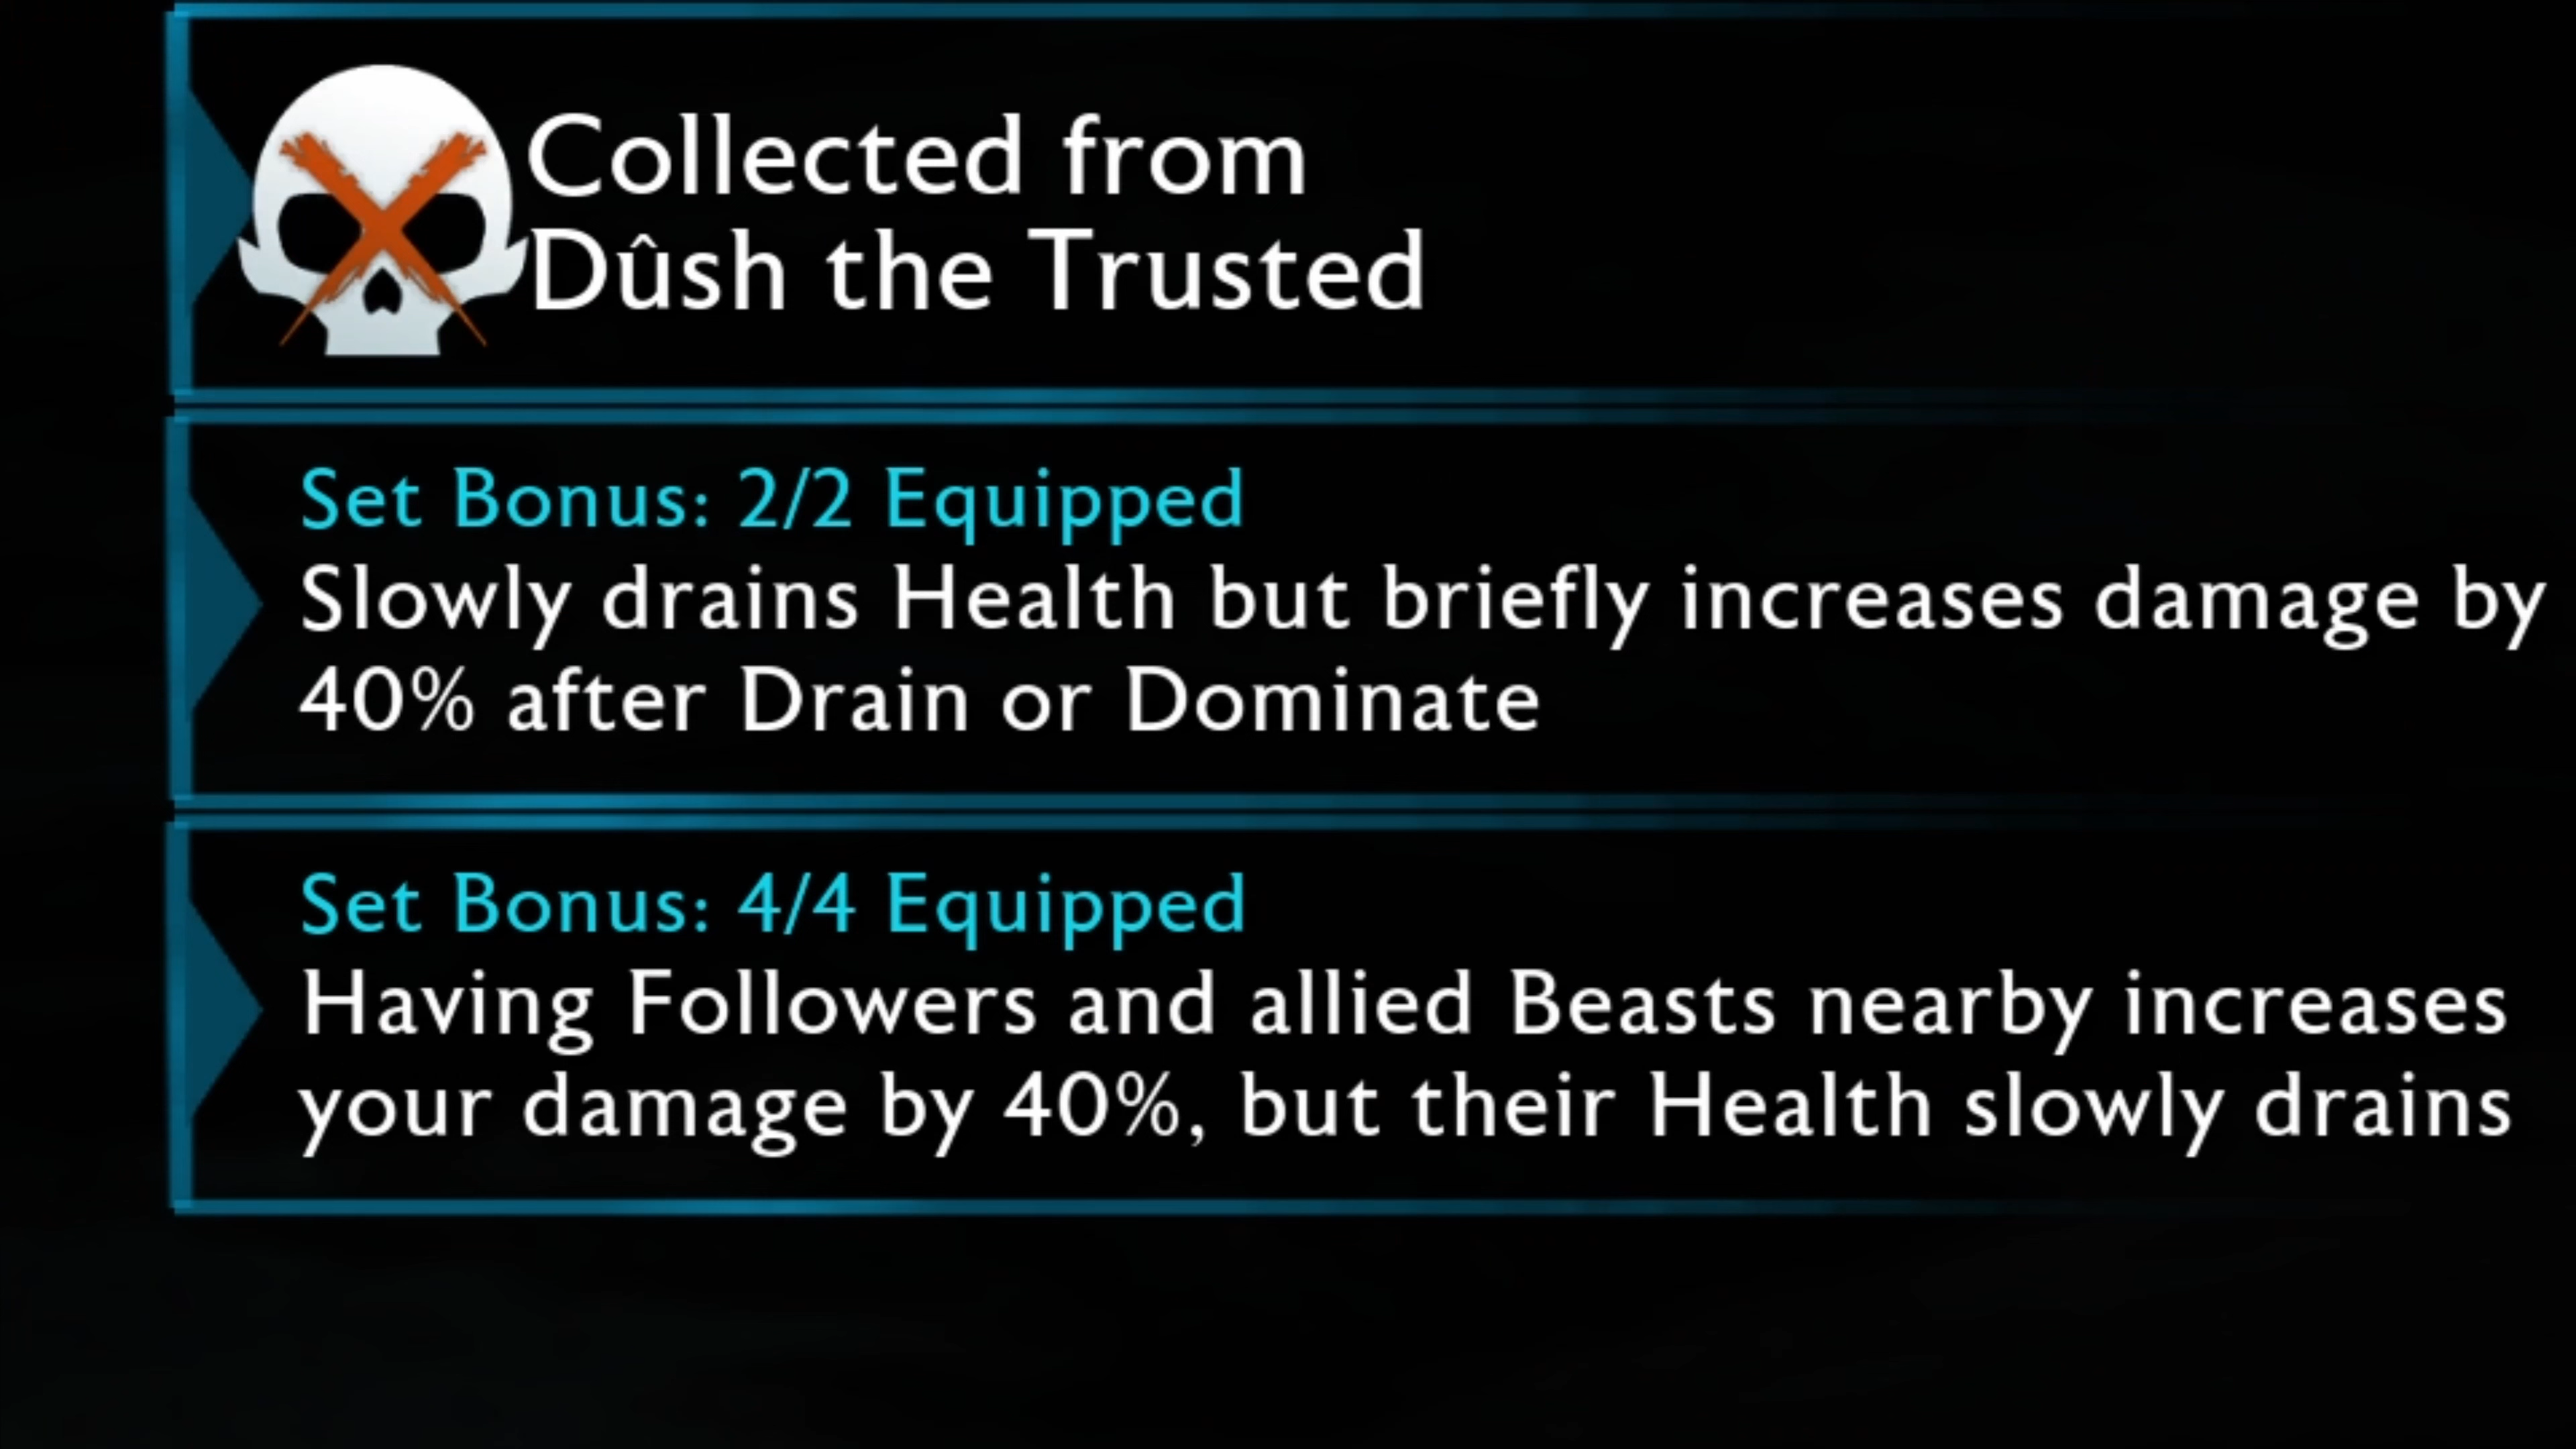 Collected from
Dûsh the Trusted
Set Bonus: 2/2 Equipped
Slowly drains Health but briefly increases damage by
40% after Drain or Dominate
Set Bonus: 4/4 Equipped
Having Followers and allied Beasts nearby increases
your damage by 40%, but their Health slowly drains